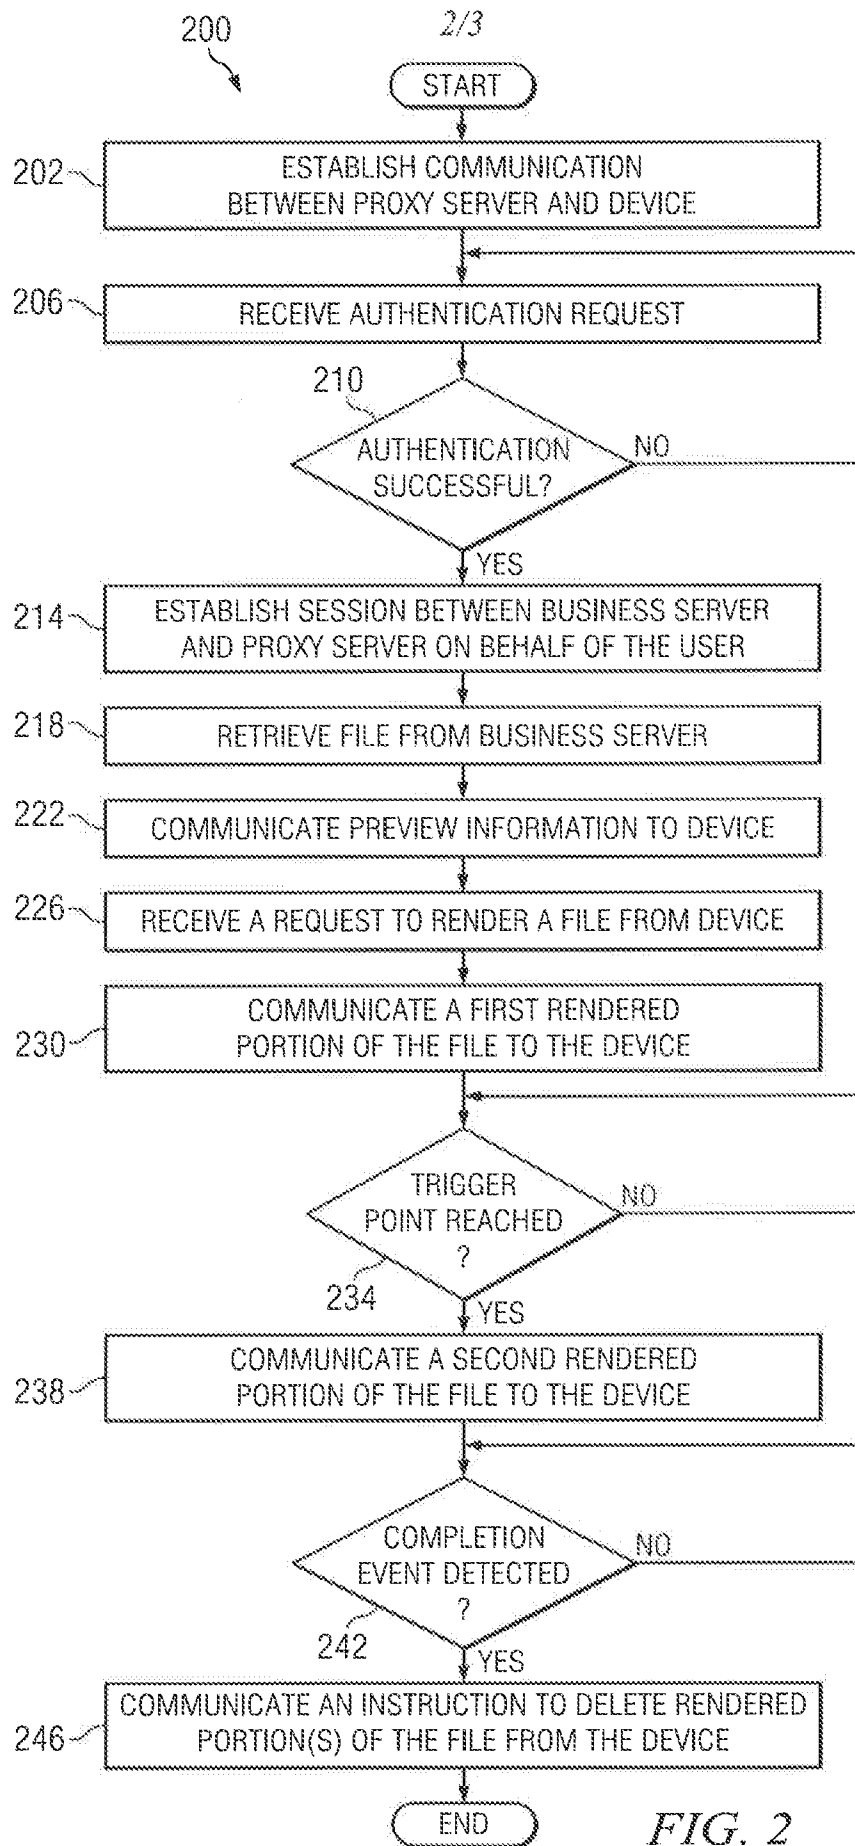 200
2/3
START
202
ESTABLISH COMMUNICATION
BETWEEN PROXY SERVER AND DEVICE
206
RECEIVE AUTHENTICATION REQUEST
210
AUTHENTICATION
SUCCESSFUL?
NO
YES
214
ESTABLISH SESSION BETWEEN BUSINESS SERVER
AND PROXY SERVER ON BEHALF OF THE USER
218
RETRIEVE FILE FROM BUSINESS SERVER
222
COMMUNICATE PREVIEW INFORMATION TO DEVICE
226
RECEIVE A REQUEST TO RENDER A FILE FROM DEVICE
230
COMMUNICATE A FIRST RENDERED
PORTION OF THE FILE TO THE DEVICE
TRIGGER
POINT REACHED
?
NO
234
YES
238
COMMUNICATE A SECOND RENDERED
PORTION OF THE FILE TO THE DEVICE
COMPLETION
EVENT DETECTED
?
NO
242
YES
246
COMMUNICATE AN INSTRUCTION TO DELETE RENDERED
PORTION(S) OF THE FILE FROM THE DEVICE
END
FIG. 2